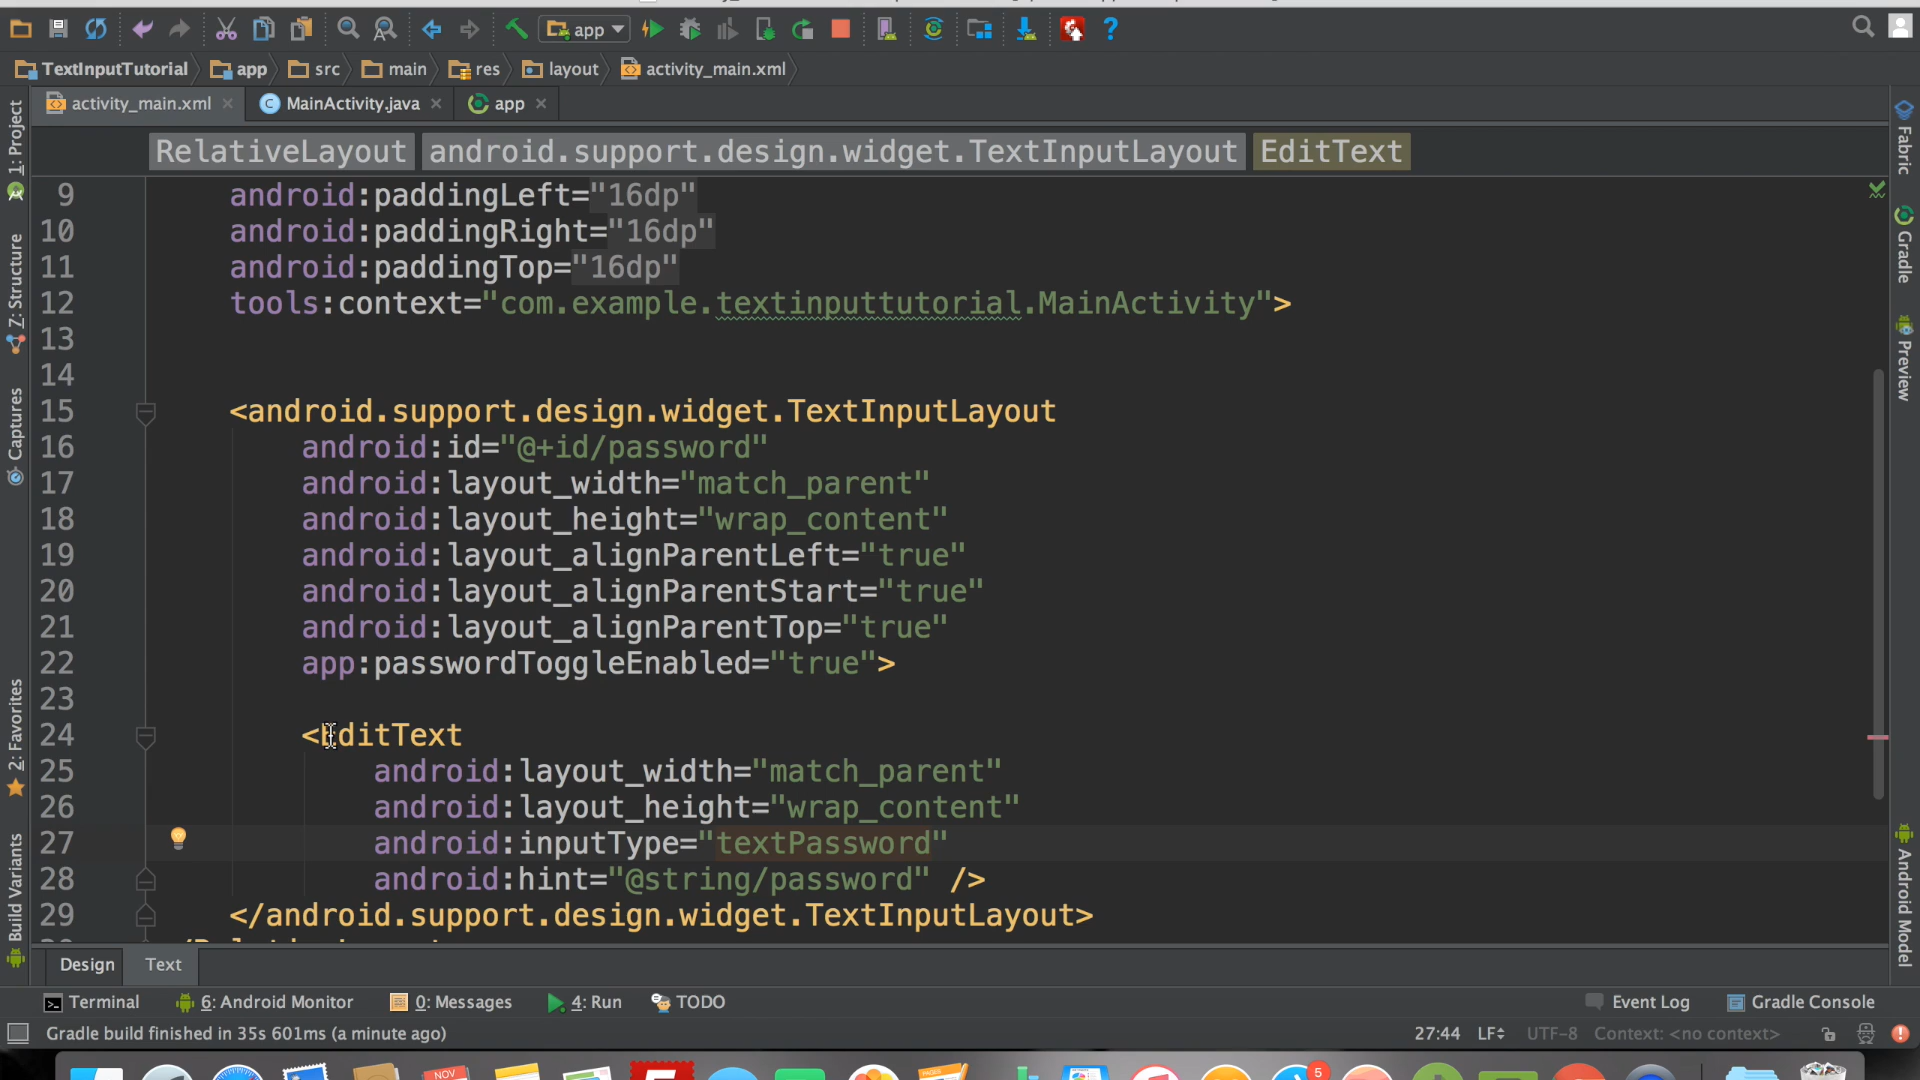 app
TextInputTutorial app src main res layout activity_main.xml
activity_main.xml MainActivity.java app
RelativeLayout android.support.design.widget.TextInputLayout EditText
9 android:paddingLeft="16dp"
10 android:paddingRight="16dp"
11 android:paddingTop="16dp"
12 tools:context="com.example.textinputtutorial.MainActivity">
13
14
15 <android.support.design.widget.TextInputLayout
16 android:id="@+id/password"
17 android:layout_width="match_parent"
18 android:layout_height="wrap_content"
19 android:layout_alignParentLeft="true"
20 android:layout_alignParentStart="true"
21 android:layout_alignParentTop="true"
22 app:passwordToggleEnabled="true">
23
24 <EditText
25 android:layout_width="match_parent"
26 android:layout_height="wrap_content"
27 android:inputType="textPassword"
28 android:hint="@string/password" />
29 </android.support.design.widget.TextInputLayout>
1: Project
Z: Structure
Captures
2: Favorites
Build Variants
Fabric
Gradle
Preview
Android Model
Design Text
Terminal 6: Android Monitor 0: Messages 4: Run TODO Event Log Gradle Console
Gradle build finished in 35s 601ms (a minute ago) 27:44 LF UTF-8 Context: <no context>
NOV
PAGES
5